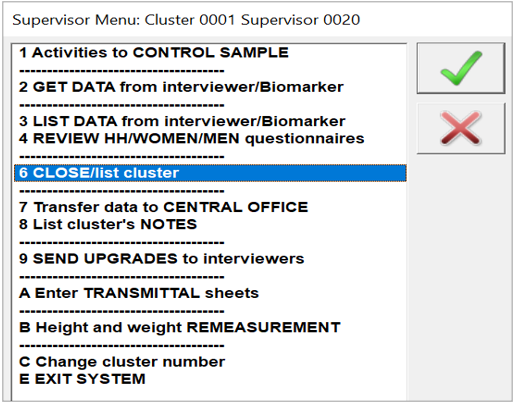 Supervisor Menu: Cluster 0001 Supervisor 0020
1 Activities to CONTROL SAMPLE
-------------------------------------
2 GET DATA from interviewer/Biomarker
-------------------------------------
3 LIST DATA from interviewer/Biomarker
4 REVIEW HH/WOMEN/MEN questionnaires
-------------------------------------
6 CLOSE/list cluster
-------------------------------------
7 Transfer data to CENTRAL OFFICE
8 List cluster's NOTES
-------------------------------------
9 SEND UPGRADES to interviewers
-------------------------------------
A Enter TRANSMITTAL sheets
-------------------------------------
B Height and weight REMEASUREMENT
-------------------------------------
C Change cluster number
E EXIT SYSTEM